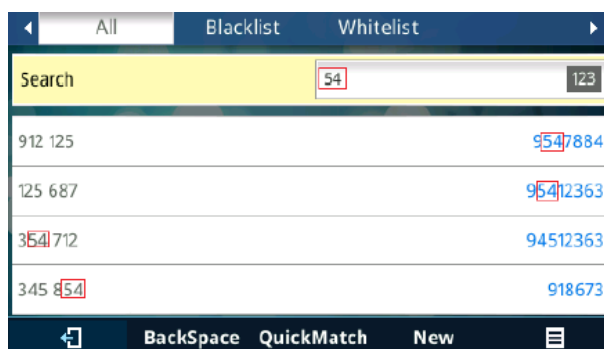 All Blacklist Whitelist
Search 54 123
912 125 9547884
125 687 95412363
354 712 94512363
345 854 918673
BackSpace QuickMatch New